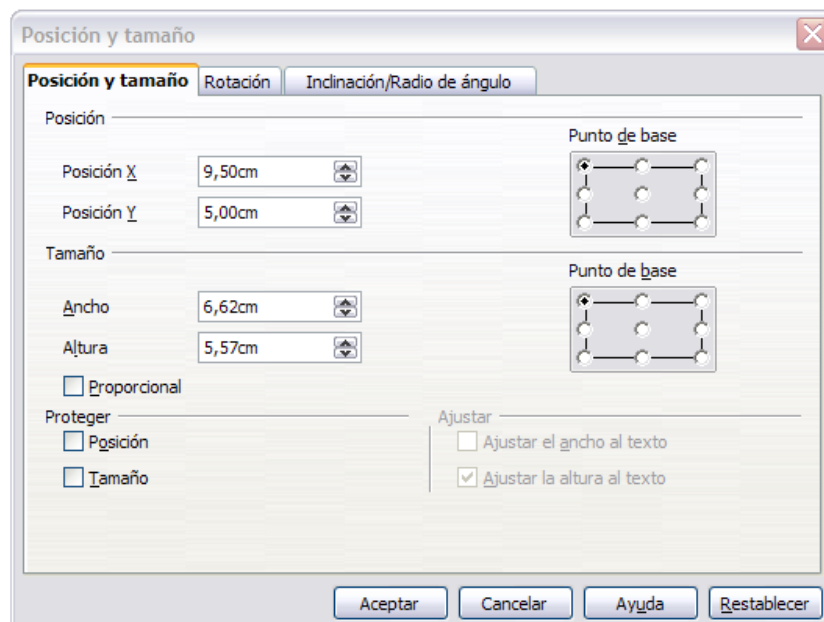 Posición y tamaño
Posición y tamaño Rotación Inclinación/Radio de ángulo
Posición
Punto de base
Posición X 9,50cm
Posición Y 5,00cm
Tamaño
Punto de base
Ancho 6,62cm
Altura 5,57cm
Proporcional
Proteger
Ajustar
Posición
Ajustar el ancho al texto
Tamaño
Ajustar la altura al texto
Aceptar Cancelar Ayuda Restablecer